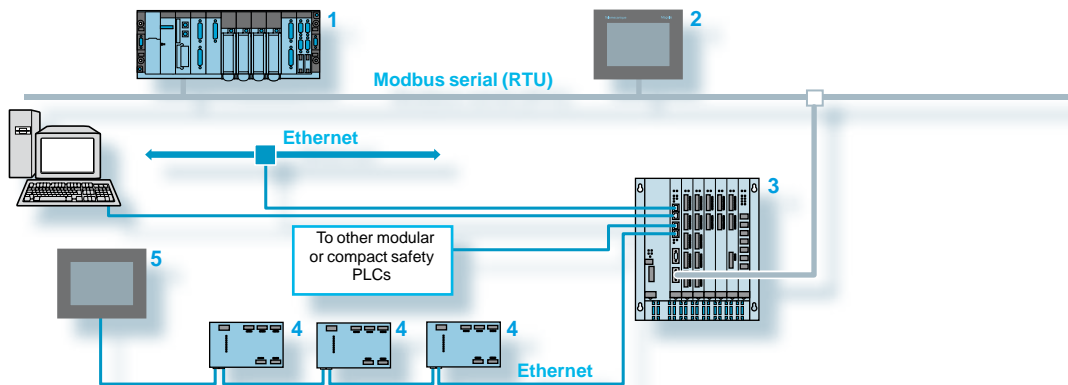 1
2
Modbus serial (RTU)
Ethernet
3
To other modular
or compact safety
PLCs
5
4
4
4
Ethernet